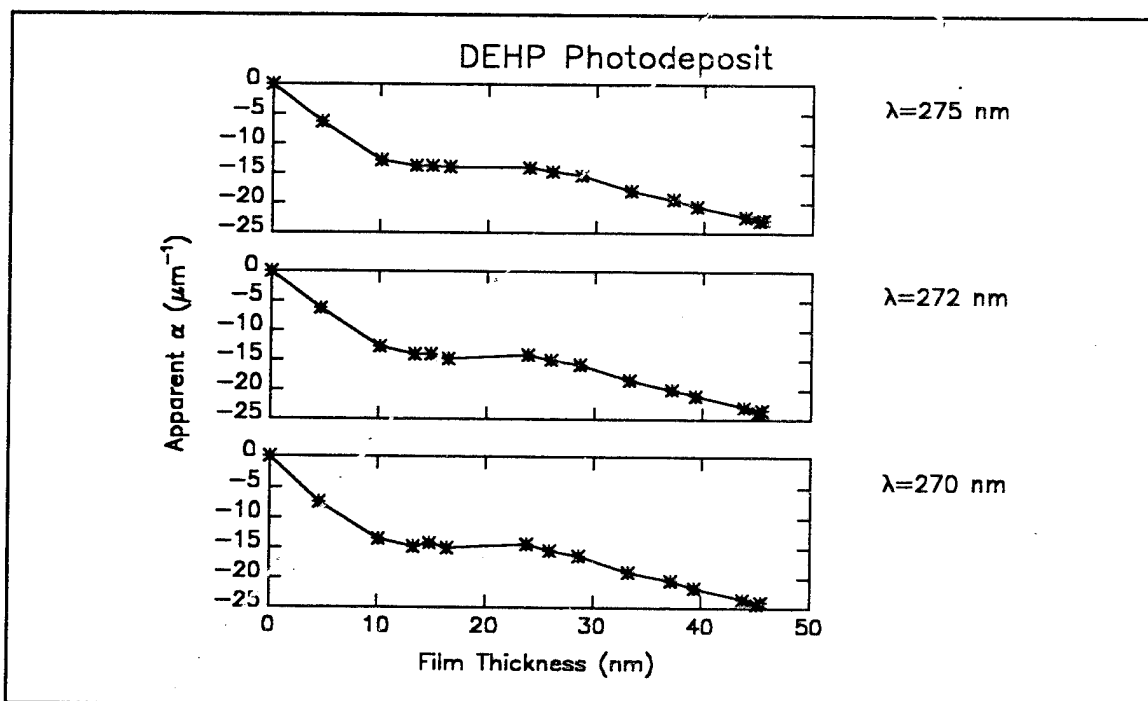 DEHP Photodeposit
0
−5
−10
−15
−20
−25
λ=275 nm
0
−5
−10
−15
−20
−25
λ=272 nm
0
−5
−10
−15
−20
−25
λ=270 nm
Apparent α (μm⁻¹)
0 10 20 30 40 50
Film Thickness (nm)